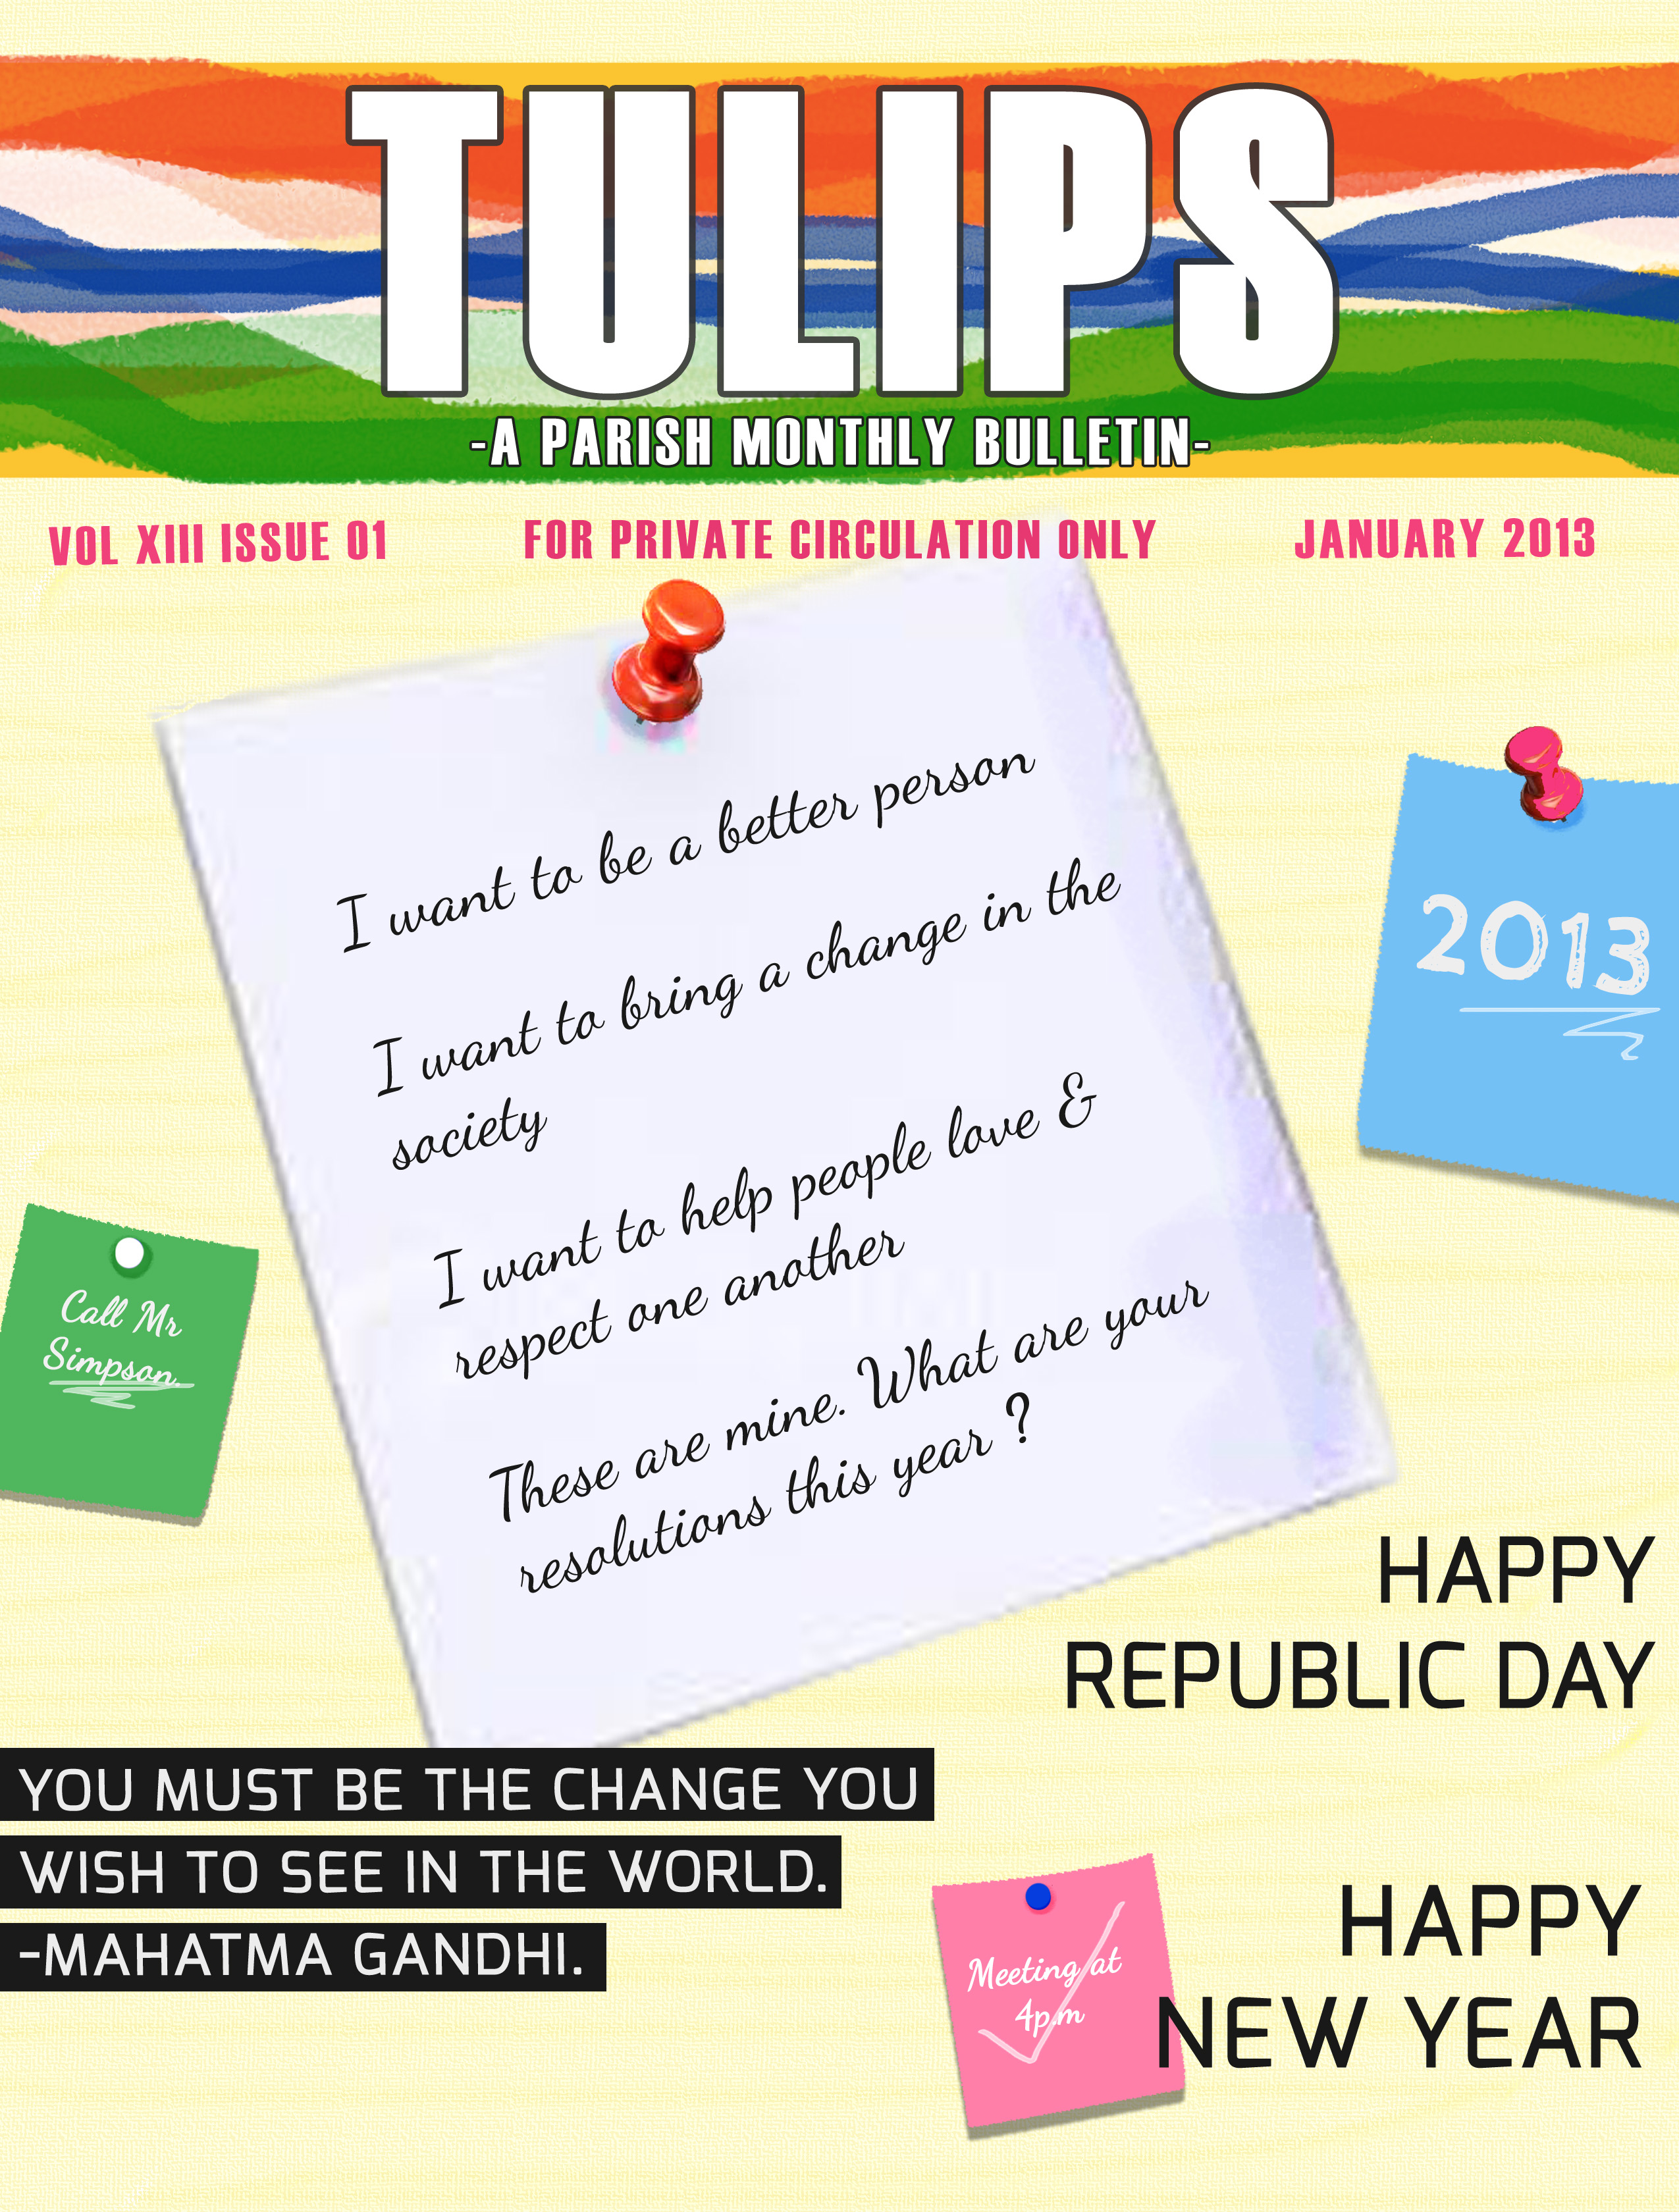 TULIPS
-A PARISH MONTHLY BULLETIN-
VOL XIII ISSUE 01
FOR PRIVATE CIRCULATION ONLY
JANUARY 2013
I want to be a better person
I want to bring a change in the
society
I want to help people love &
respect one another
These are mine. What are your
resolutions this year ?
2013
Call Mr
Simpson.
HAPPY
REPUBLIC DAY
YOU MUST BE THE CHANGE YOU
WISH TO SEE IN THE WORLD.
-MAHATMA GANDHI.
Meeting at
4p.m
HAPPY
NEW YEAR